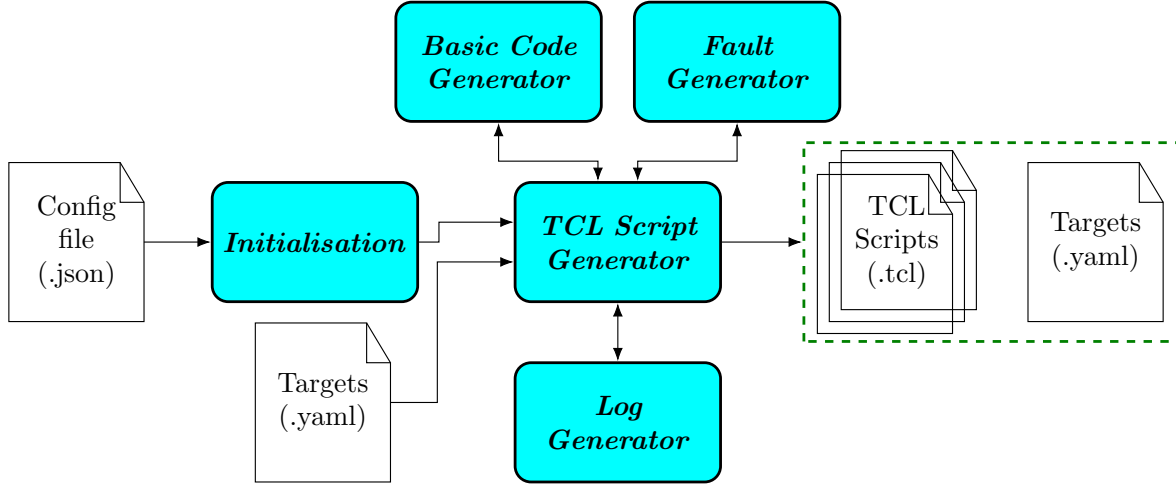 Basic Code
Generator
Fault
Generator
Config
file
(.json)
Initialisation
TCL Script
Generator
TCL
Scripts
(.tcl)
Targets
(.yaml)
Targets
(.yaml)
Log
Generator